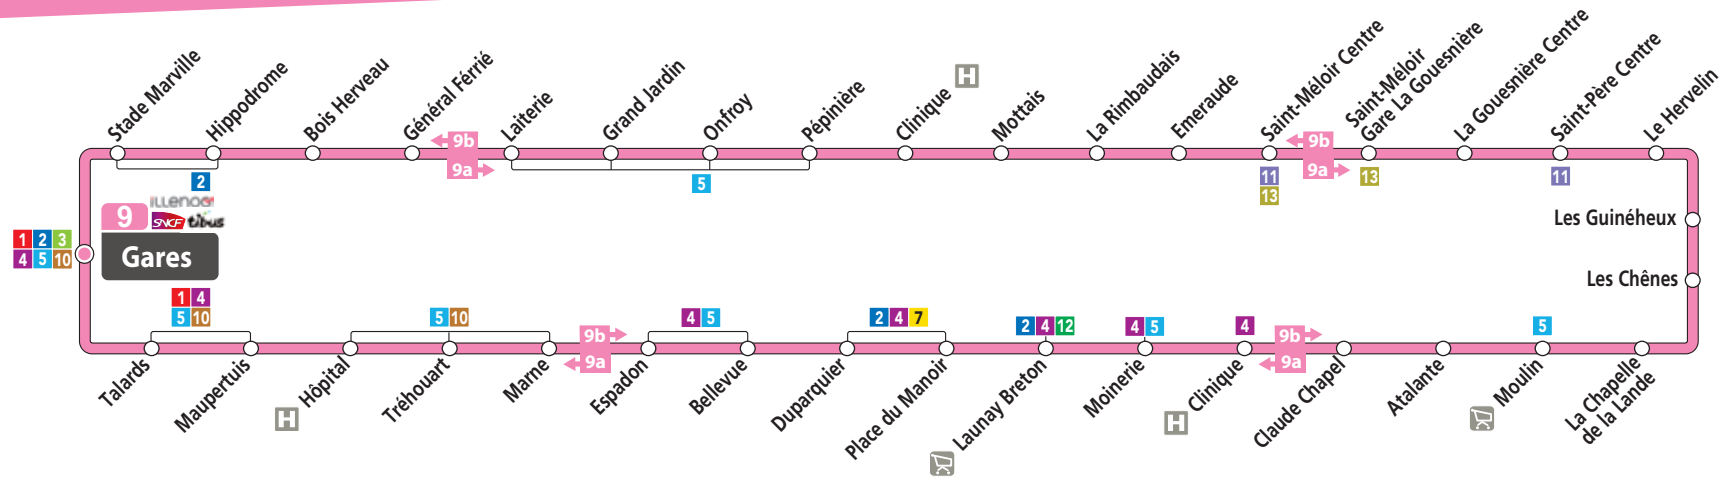 Stade Marville
Hippodrome
Bois Herveau
Général Férrié
Laiterie
Grand Jardin
Onfroy
Pépinière
Clinique
H
Mottais
La Rimbaudais
Emeraude
Saint-Méloir Centre
Saint-Méloir
Gare La Gouesnière
La Gouesnière Centre
Saint-Père Centre
Le Hervelin
9b
9a
9b
9a
2
5
11
13
13
11
9
ILLENOO
SNCF
tibus
Gares
1 2 3
4 5 10
Les Guinéheux
Les Chênes
1 4
5 10
5 10
4 5
2 4 7
2 4 12
4 5
4
5
9b
9a
9b
9a
Talards
Maupertuis
H
Hôpital
Tréhouart
Marne
Espadon
Bellevue
Duparquier
Place du Manoir
Launay Breton
Moinerie
H
Clinique
Claude Chapel
Atalante
Moulin
La Chapelle
de la Lande